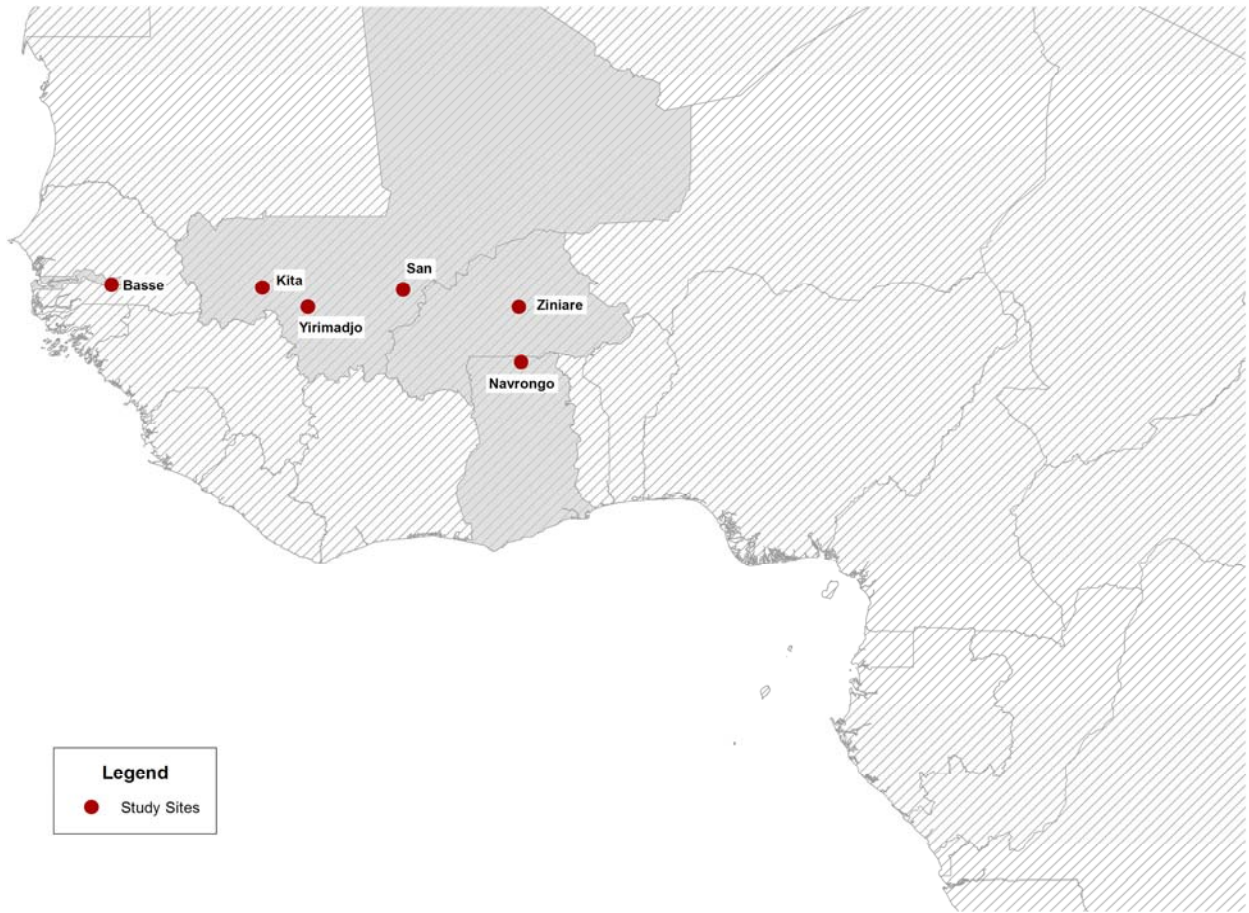 San
Kita
Basse
Ziniare
Yirimadjo
Navrongo
Legend
Study Sites